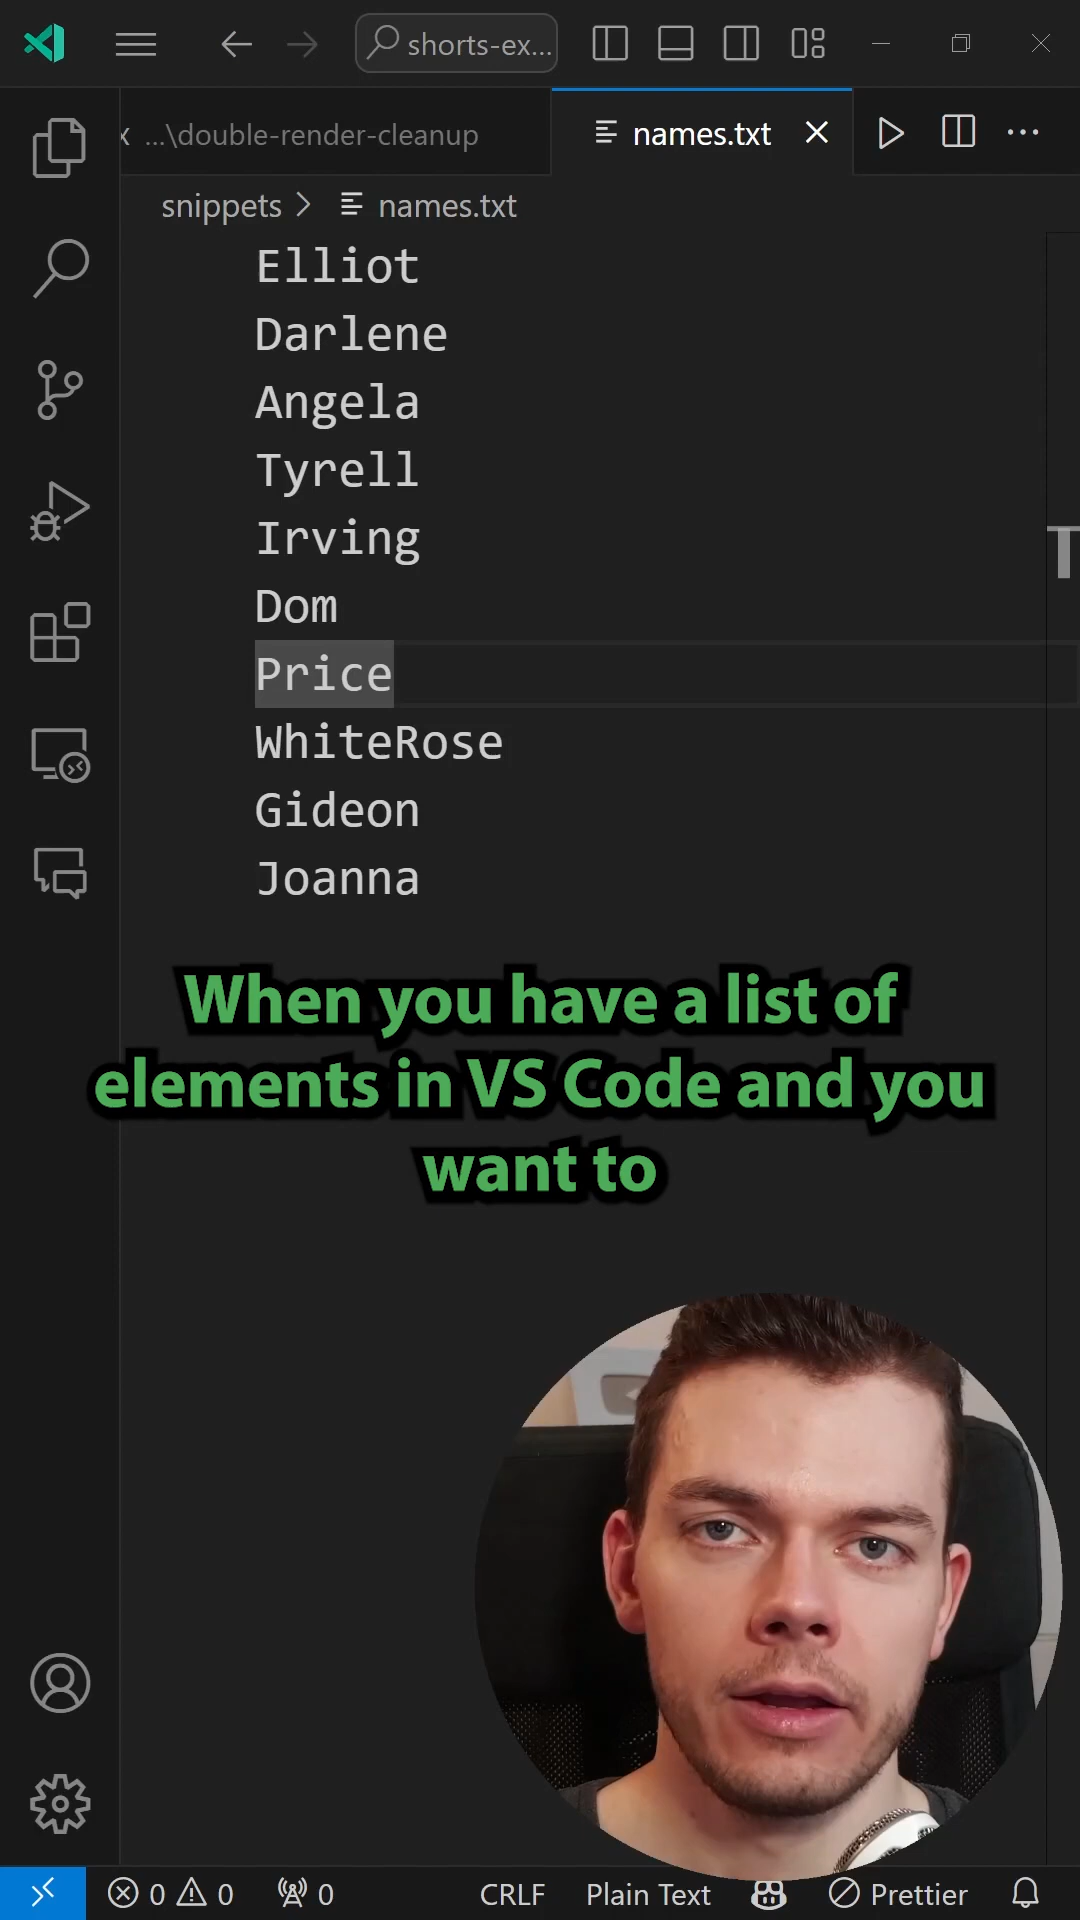 shorts-ex...
x ...\double-render-cleanup
names.txt
snippets > names.txt
Elliot
Darlene
Angela
Tyrell
Irving
Dom
Price
WhiteRose
Gideon
Joanna
When you have a list of
elements in VS Code and you
want to
0 0 0 CRLF Plain Text Prettier